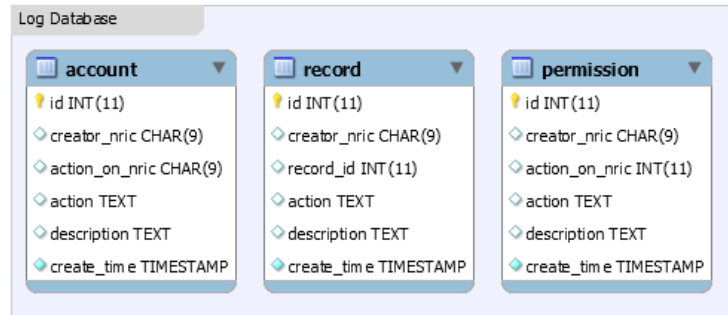 Log Database
account
id INT(11)
creator_nric CHAR(9)
action_on_nric CHAR(9)
action TEXT
description TEXT
create_time TIMESTAMP
record
id INT(11)
creator_nric CHAR(9)
record_id INT(11)
action TEXT
description TEXT
create_time TIMESTAMP
permission
id INT(11)
creator_nric CHAR(9)
action_on_nric INT(11)
action TEXT
description TEXT
create_time TIMESTAMP